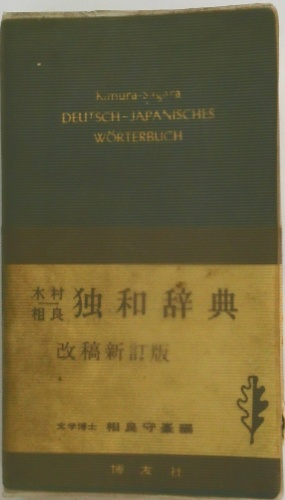 Kimura-Sagara
DEUTSCH-JAPANISCHES
WÖRTERBUCH
木村
相良
独和辞典
改稿新訂版
文学博士 相良守峯編
博友社